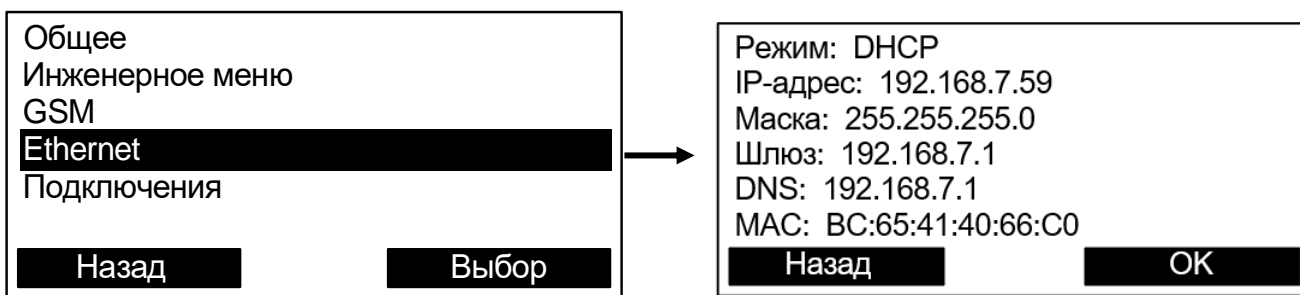 Общее
Инженерное меню
GSM
Ethernet
Подключения
Назад
Выбор
Режим: DHCP
IP-адрес: 192.168.7.59
Маска: 255.255.255.0
Шлюз: 192.168.7.1
DNS: 192.168.7.1
MAC: BC:65:41:40:66:C0
Назад
OK